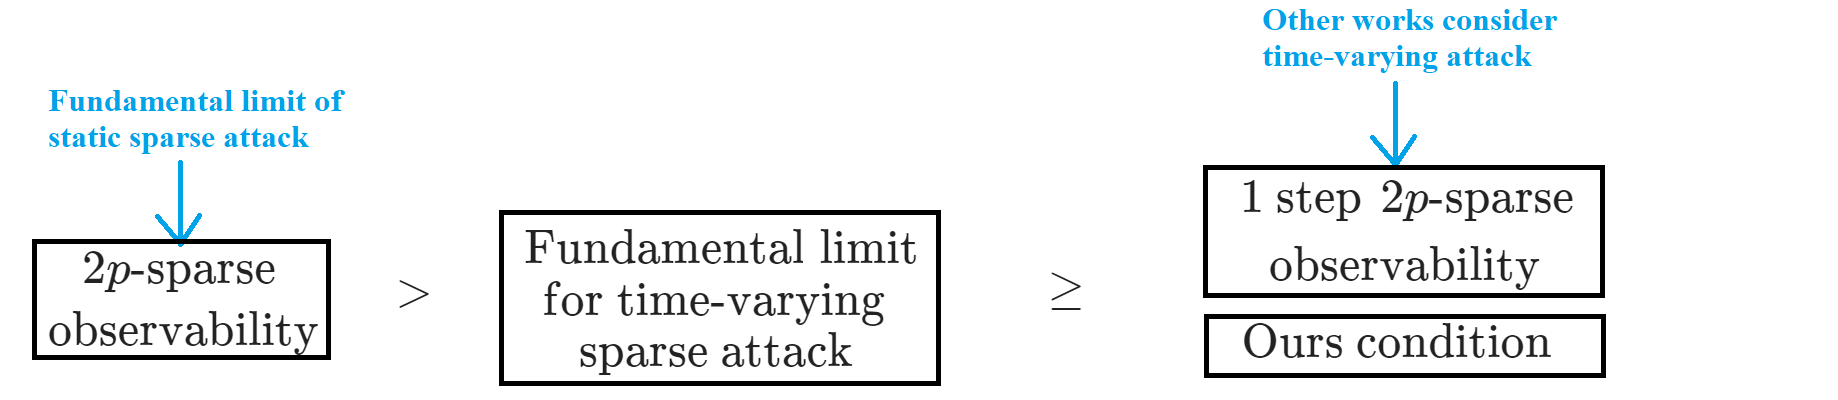 Fundamental limit of
static sparse attack
2p-sparse
observability
>
Fundamental limit
for time-varying
sparse attack
≥
Other works consider
time-varying attack
1 step 2p-sparse
observability
Ours condition